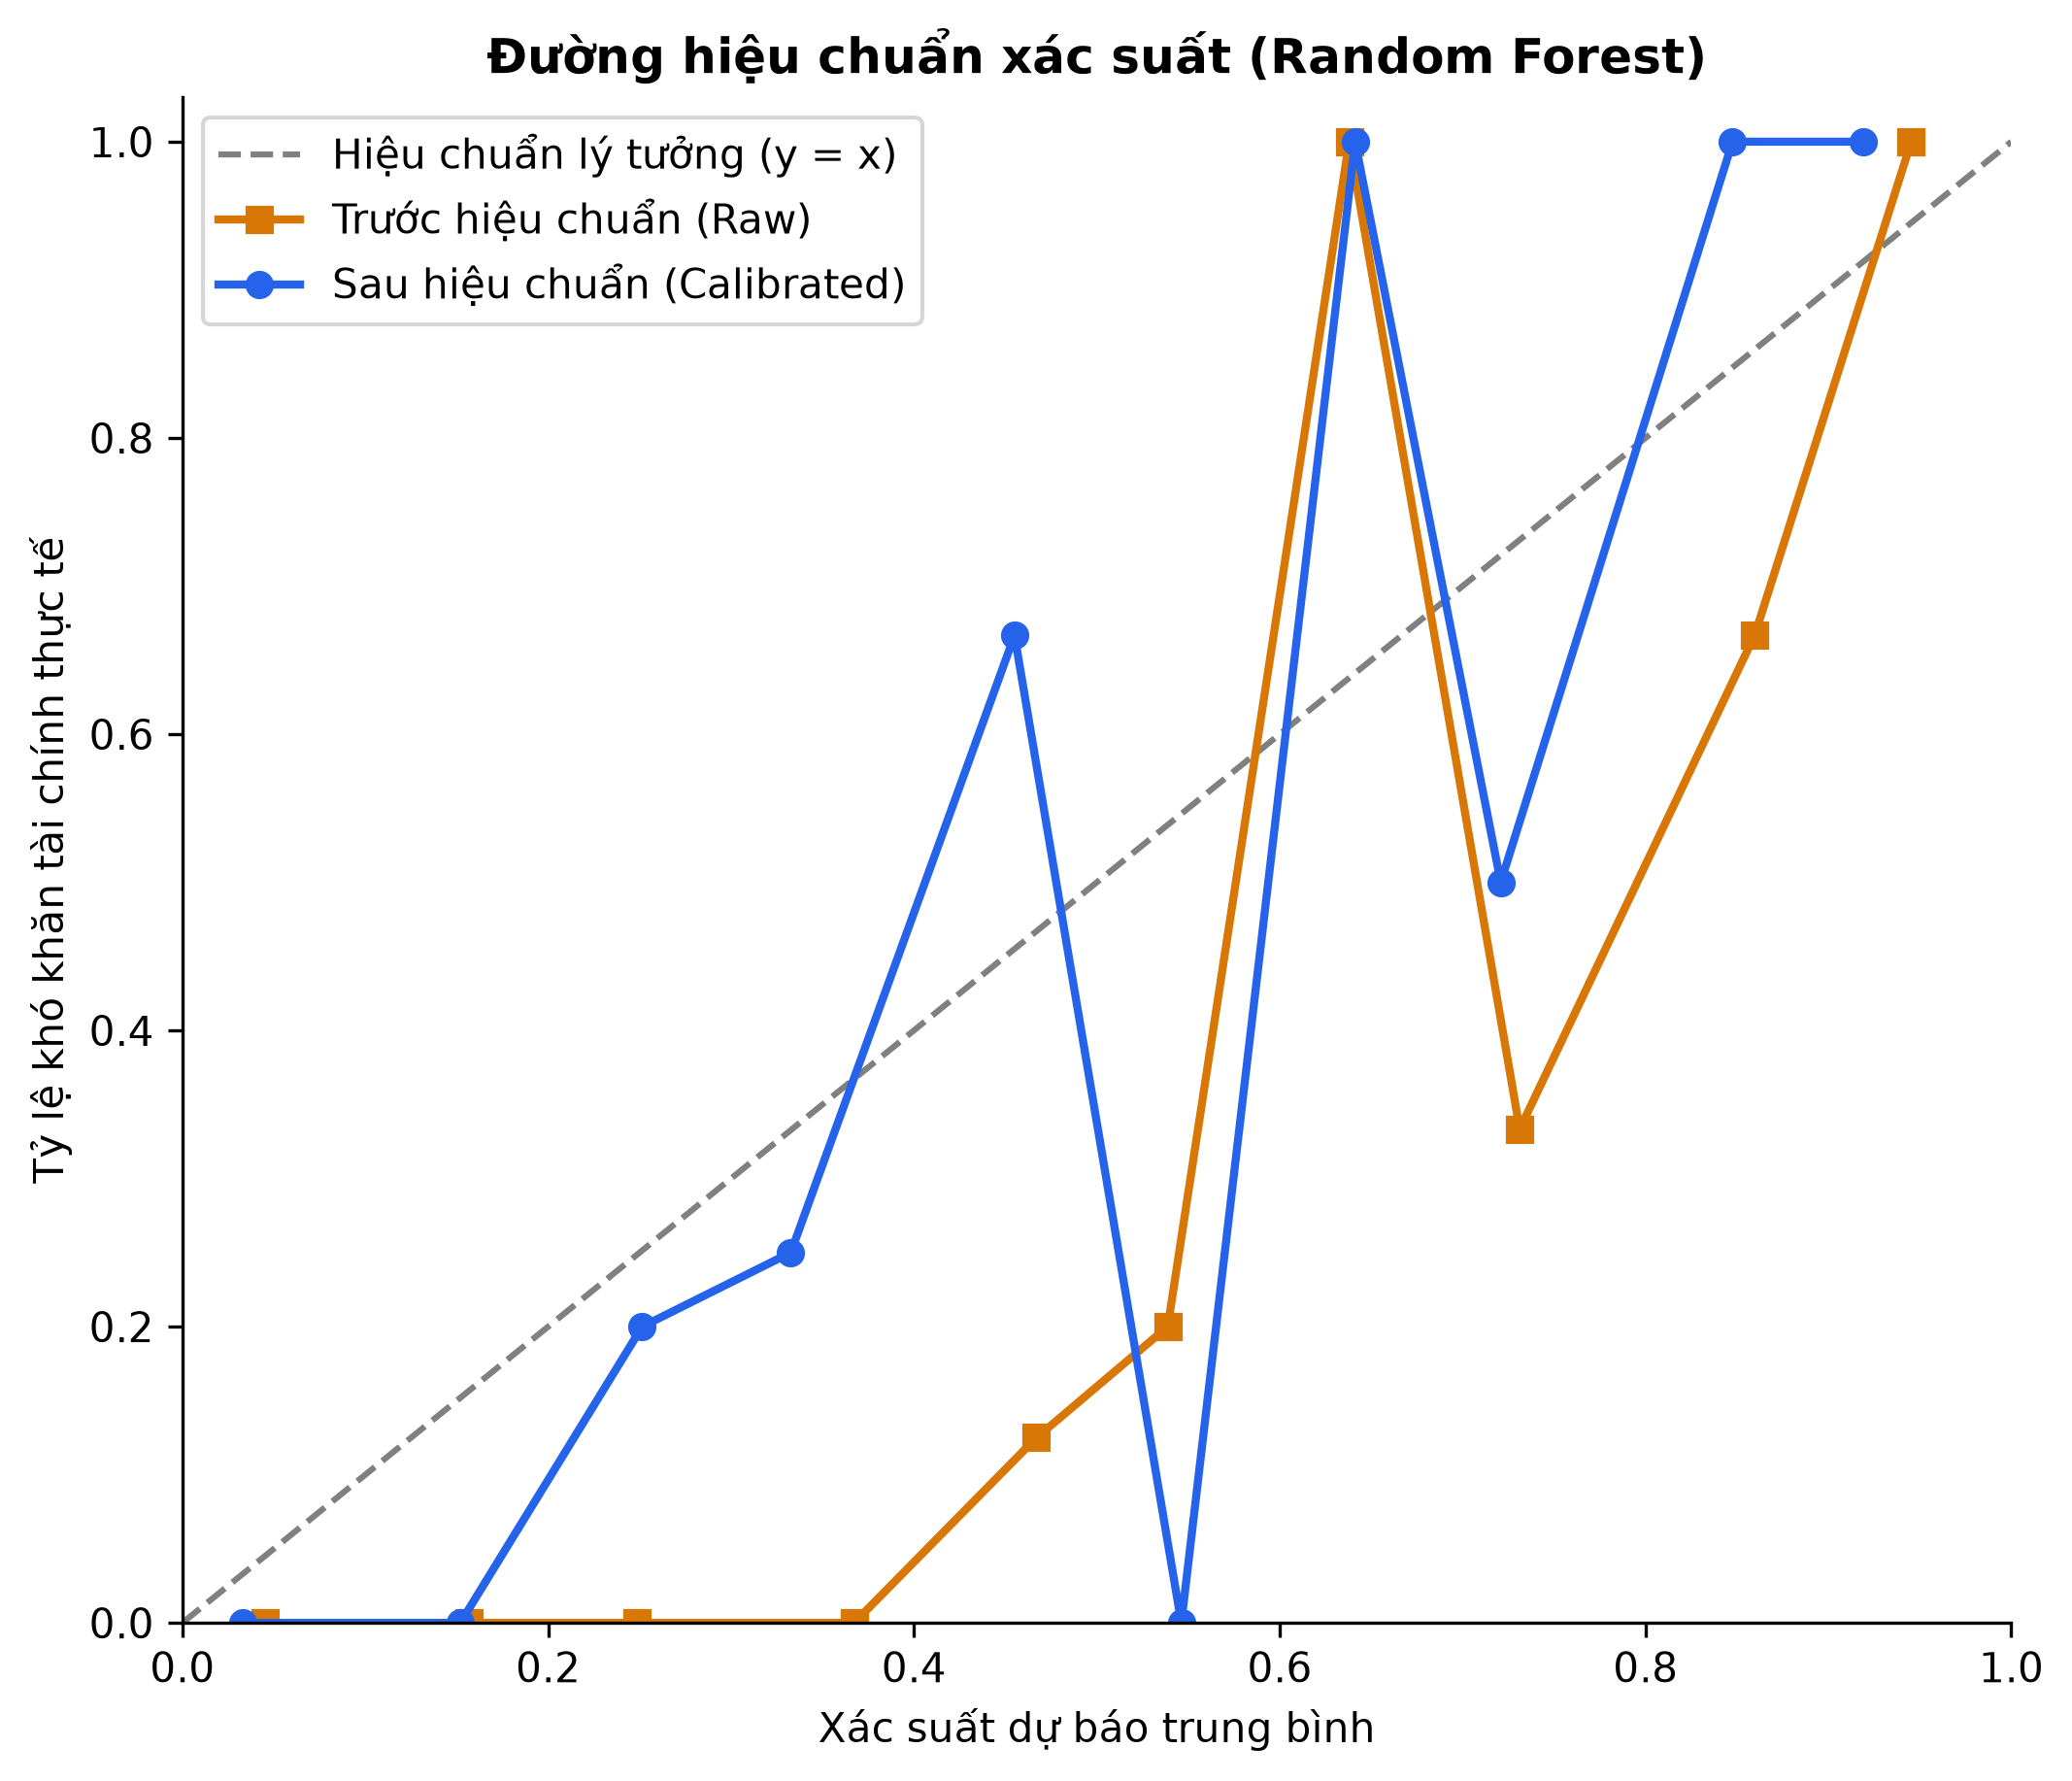 Đường hiệu chuẩn xác suất (Random Forest)
Hiệu chuẩn lý tưởng (y = x)
Trước hiệu chuẩn (Raw)
Sau hiệu chuẩn (Calibrated)
Tỷ lệ khó khăn tài chính thực tế
1.0
0.8
0.6
0.4
0.2
0.0
0.0 0.2 0.4 0.6 0.8 1.0
Xác suất dự báo trung bình